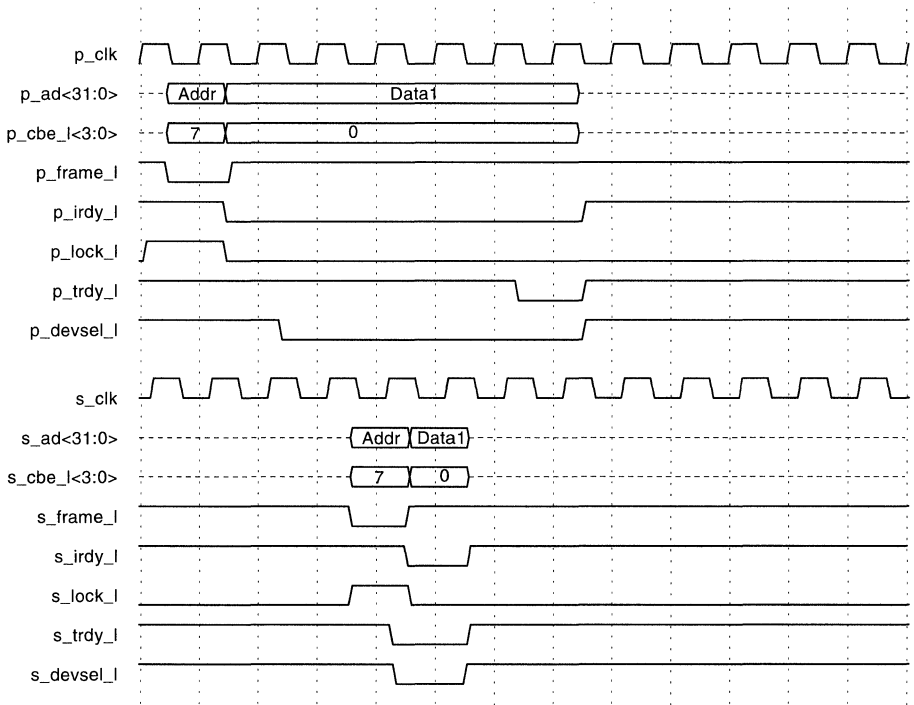 p_clk
p_ad<31:0> Addr Data1
p_cbe_l<3:0> 7 0
p_frame_l
p_irdy_l
p_lock_l
p_trdy_l
p_devsel_l
s_clk
s_ad<31:0> Addr Data1
s_cbe_l<3:0> 7 0
s_frame_l
s_irdy_l
s_lock_l
s_trdy_l
s_devsel_l